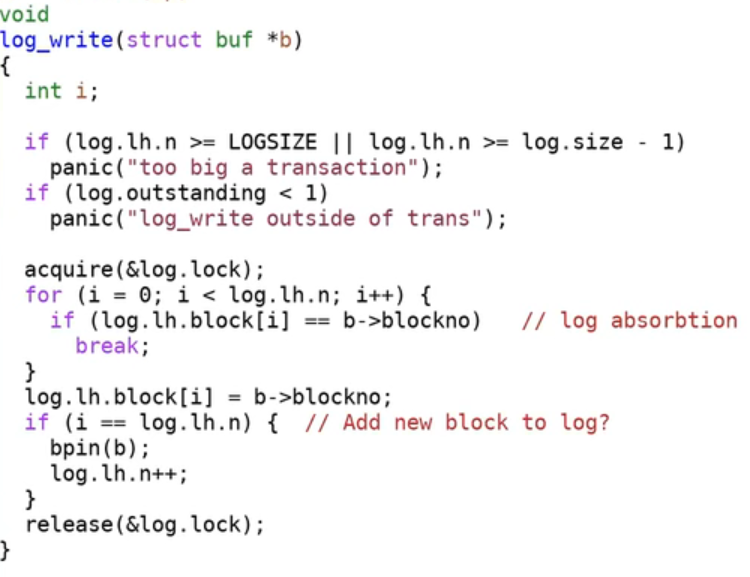 void
log_write(struct buf *b)
{
  int i;

  if (log.lh.n >= LOGSIZE || log.lh.n >= log.size - 1)
    panic("too big a transaction");
  if (log.outstanding < 1)
    panic("log_write outside of trans");

  acquire(&log.lock);
  for (i = 0; i < log.lh.n; i++) {
    if (log.lh.block[i] == b->blockno)   // log absorbtion
      break;
  }
  log.lh.block[i] = b->blockno;
  if (i == log.lh.n) {  // Add new block to log?
    bpin(b);
    log.lh.n++;
  }
  release(&log.lock);
}